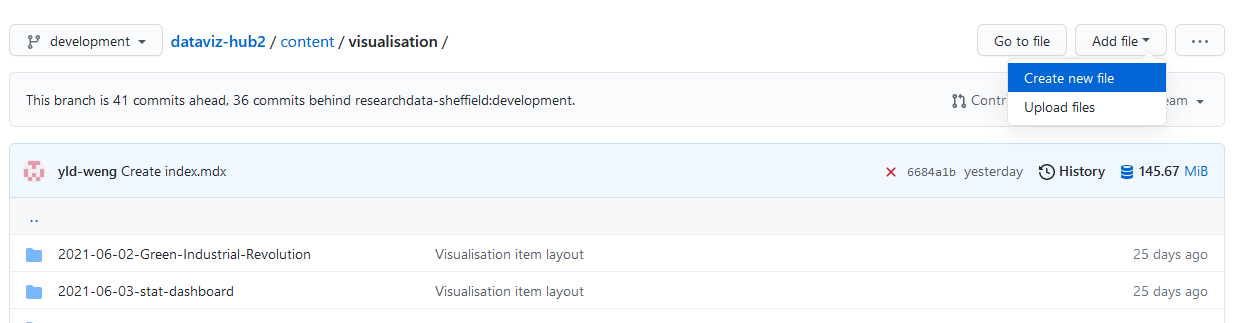 development dataviz-hub2 / content / visualisation / Go to file Add file ...
Create new file
This branch is 41 commits ahead, 36 commits behind researchdata-sheffield:development.
Upload files
yld-weng Create index.mdx 6684a1b yesterday History 145.67 MiB
..
2021-06-02-Green-Industrial-Revolution Visualisation item layout 25 days ago
2021-06-03-stat-dashboard Visualisation item layout 25 days ago